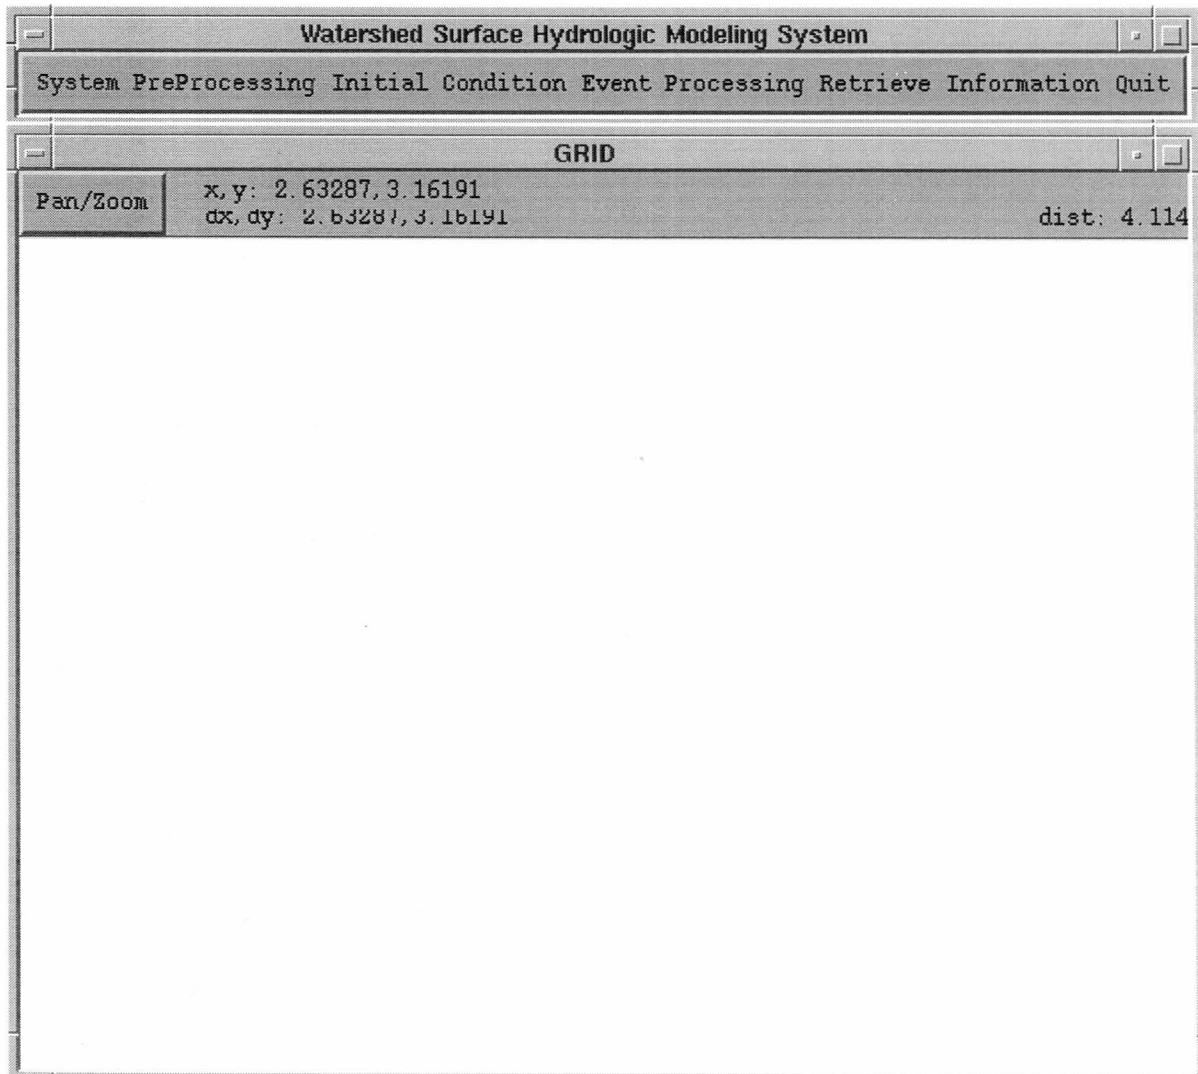 Watershed Surface Hydrologic Modeling System
System PreProcessing Initial Condition Event Processing Retrieve Information Quit
GRID
Pan/Zoom
x,y: 2.63287,3.16191
dx,dy: 2.63287,3.16191
dist: 4.114